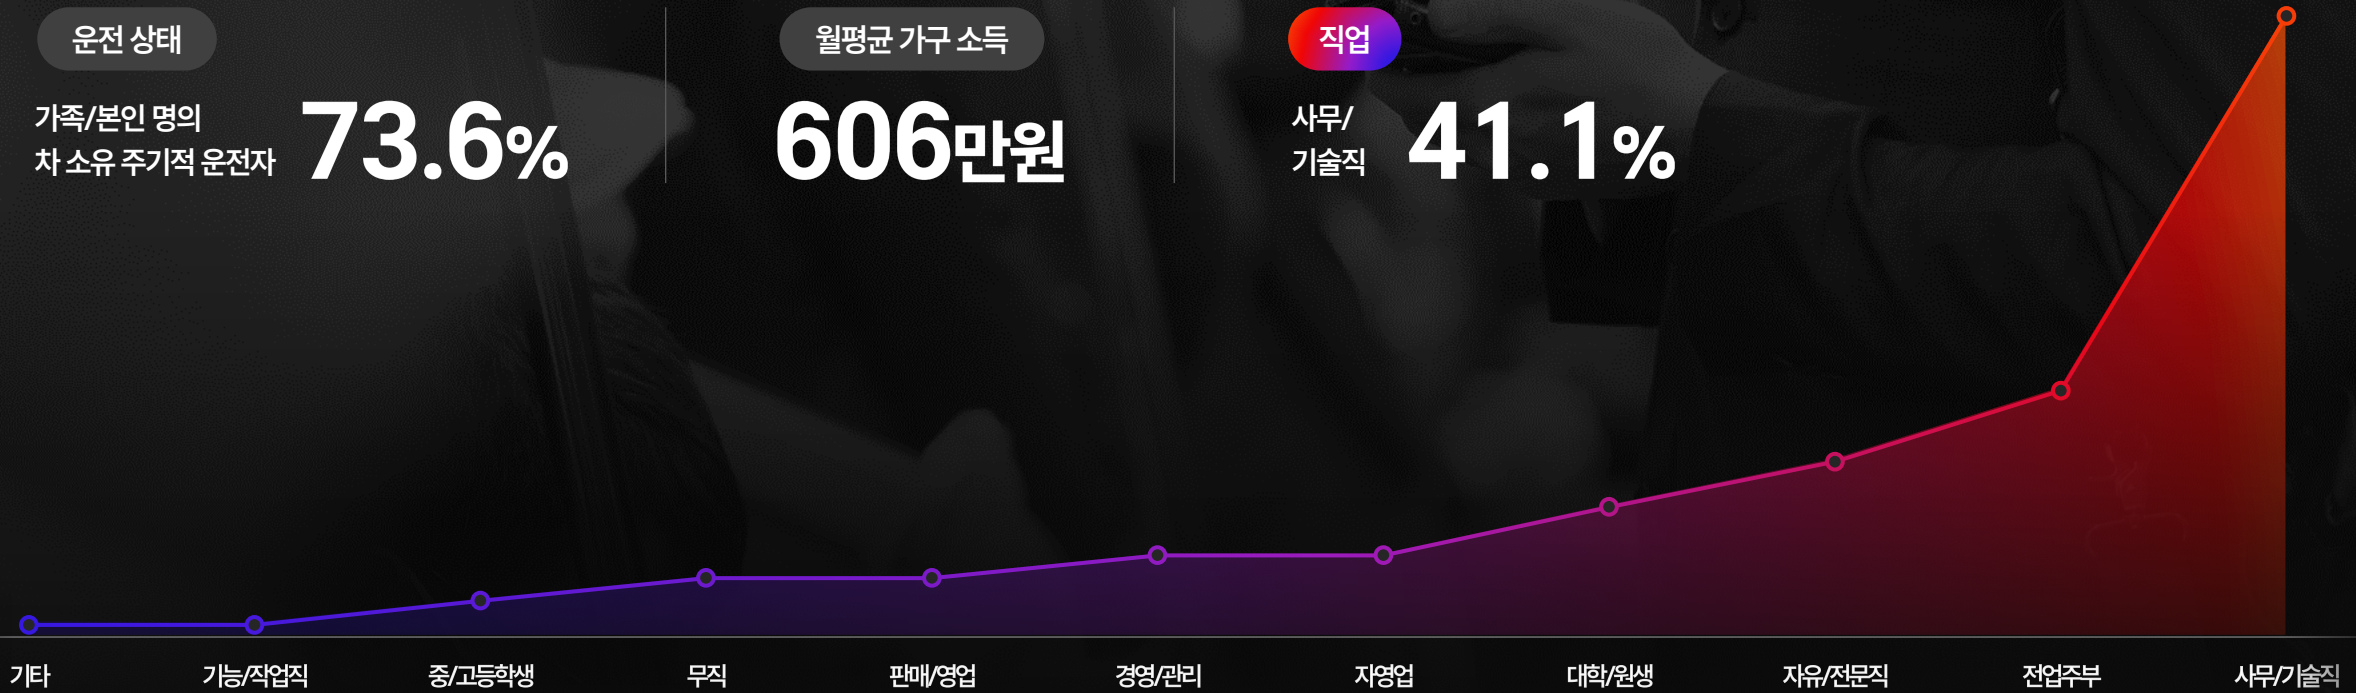 운전 상태
가족/본인 명의
차 소유 주기적 운전자
73.6%
월평균 가구 소득
606만원
직업
사무/
기술직
41.1%
기타
기능/작업직
중/고등학생
무직
판매/영업
경영/관리
자영업
대학/원생
자유/전문직
전업주부
사무/기술직